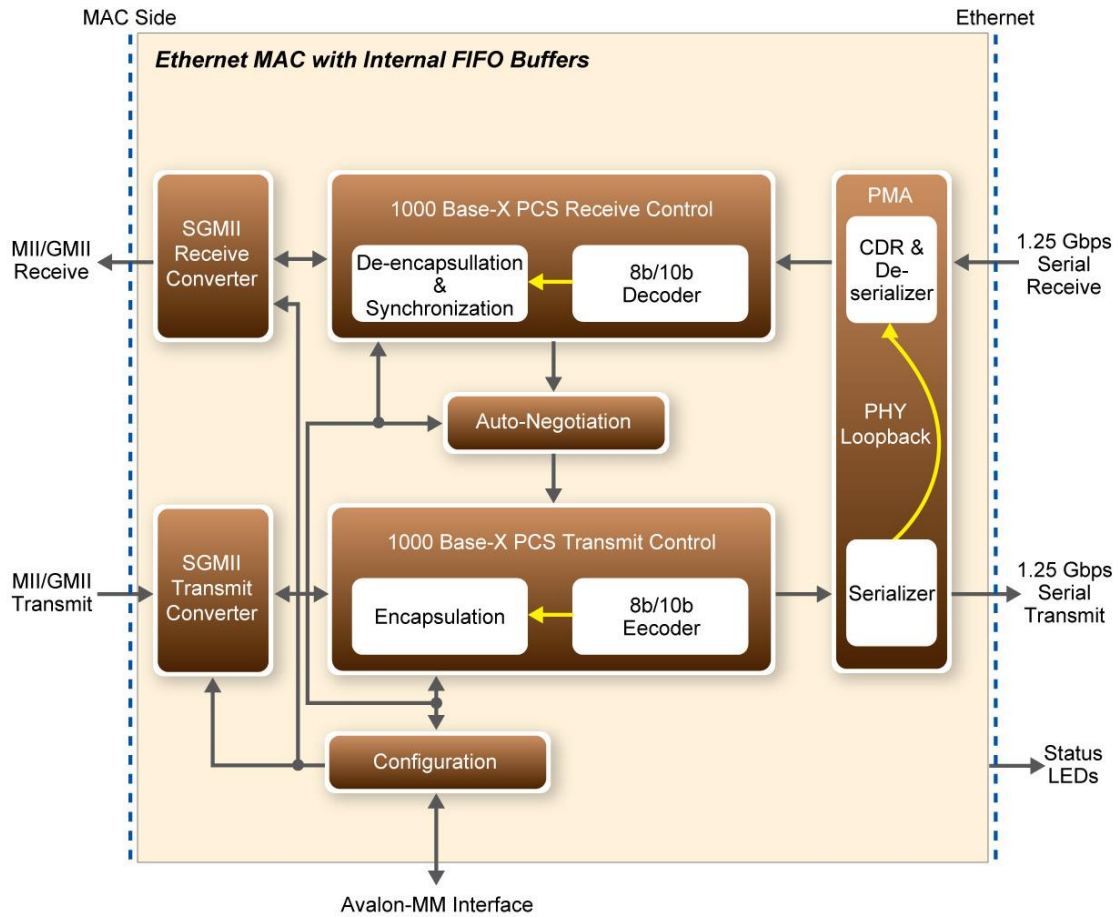 MAC Side
Ethernet
Ethernet MAC with Internal FIFO Buffers
MII/GMII
Receive
SGMII
Receive
Converter
1000 Base-X PCS Receive Control
De-encapsullation
&
Synchronization
8b/10b
Decoder
PMA
CDR & De-
serializer
1.25 Gbps
Serial
Receive
Auto-Negotiation
PHY
Loopback
MII/GMII
Transmit
SGMII
Transmit
Converter
1000 Base-X PCS Transmit Control
Encapsulation
8b/10b
Eecoder
Serializer
1.25 Gbps
Serial
Transmit
Configuration
Status
LEDs
Avalon-MM Interface